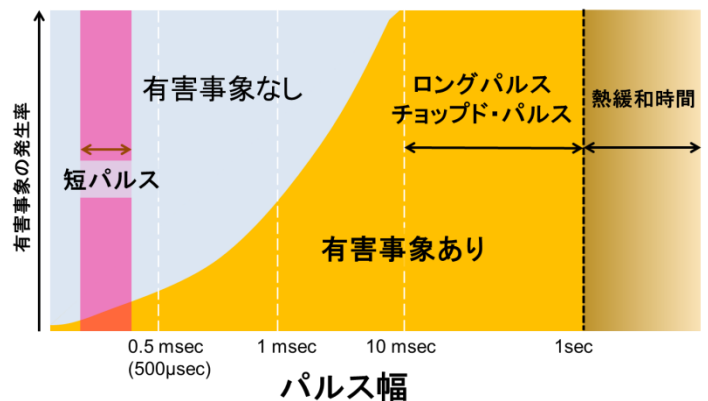 有害事象の発生率
有害事象なし
短パルス
ロングパルス
チョップド・パルス
熱緩和時間
有害事象あり
0.5 msec
(500μsec)
1 msec
10 msec
1sec
パルス幅